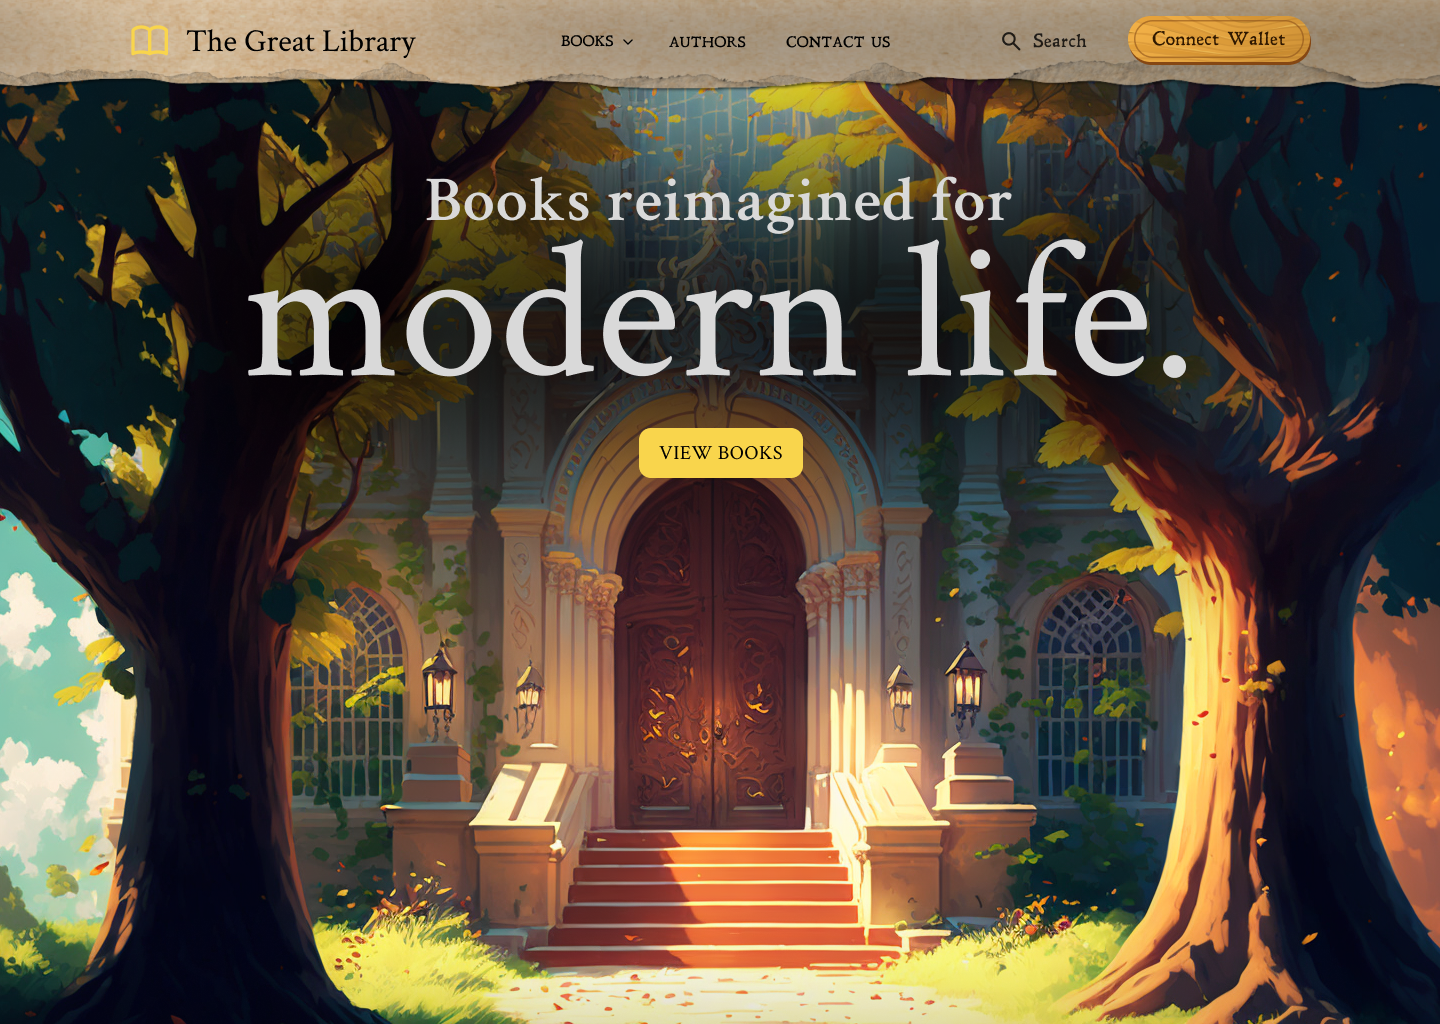 The Great Library
BOOKS
AUTHORS
CONTACT US
Search
Connect Wallet
Books reimagined for
modern life.
VIEW BOOKS